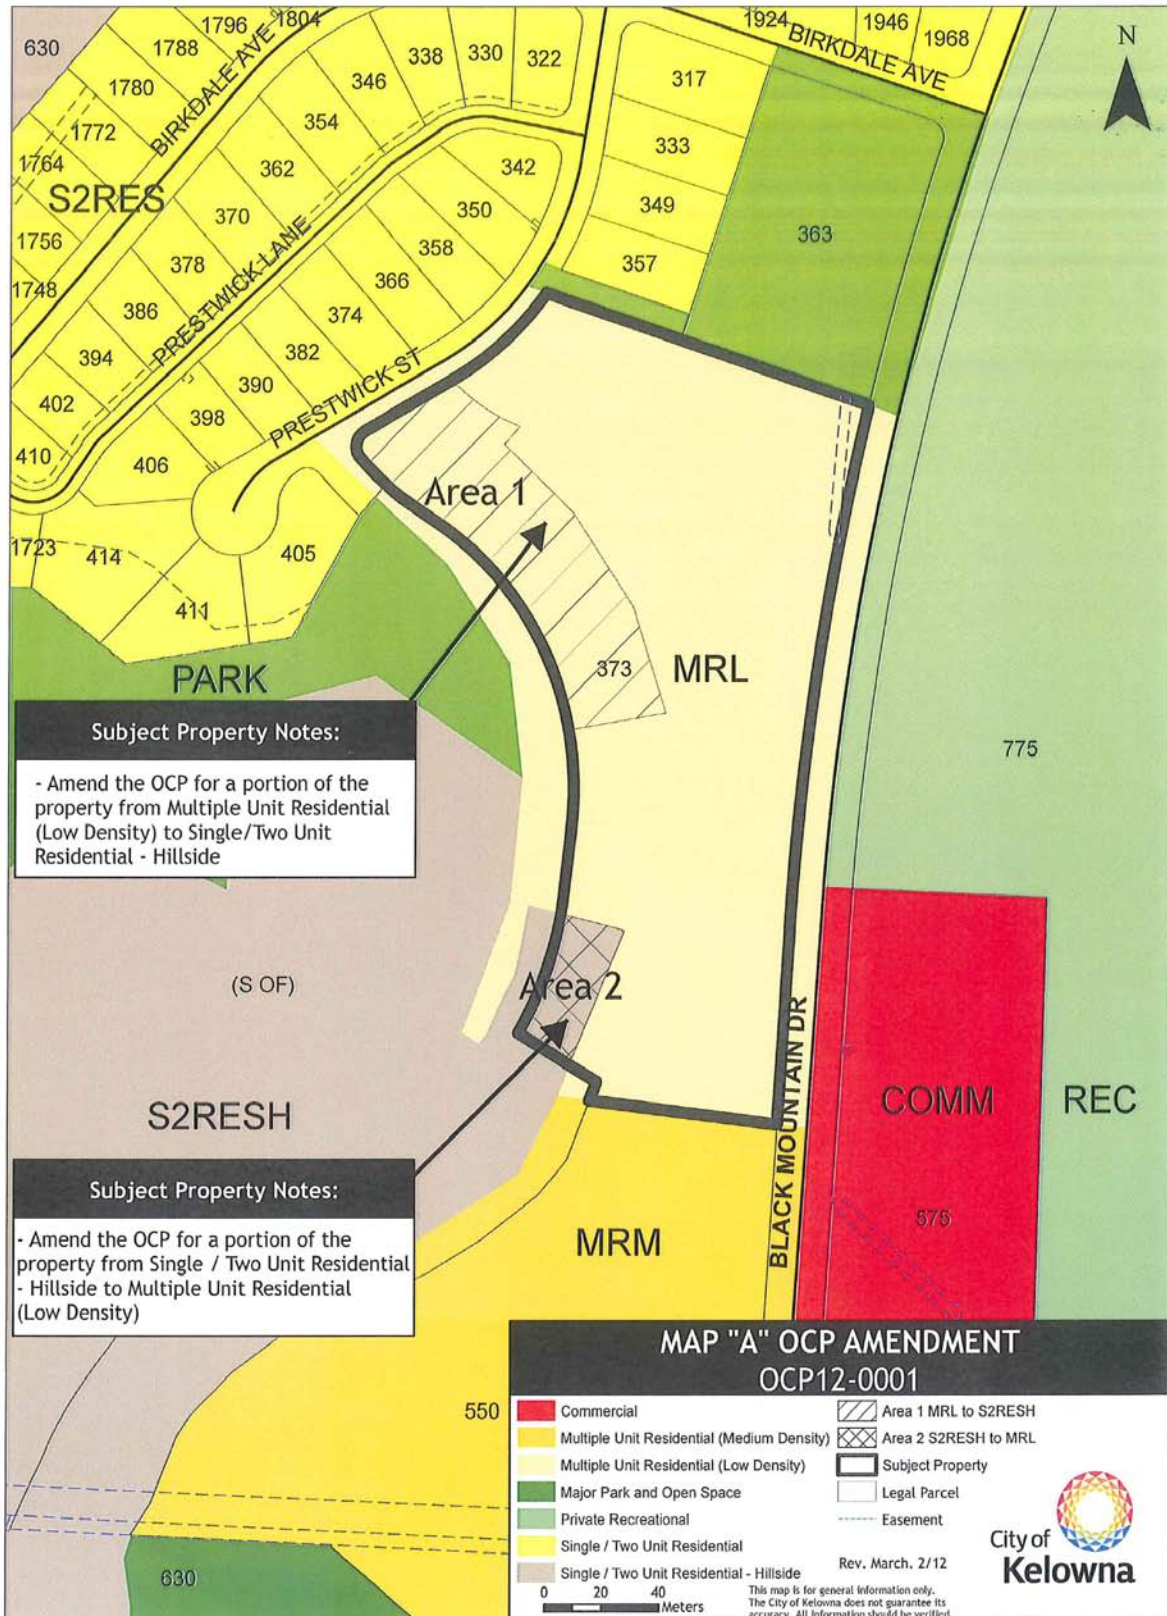 1796
1804
1788
630
1780
1772
1764
1756
1748
BIRKDALE AVE
S2RES
338
330
322
346
354
362
370
378
386
394
402
410
PRESTWICK LANE
342
350
358
366
374
382
390
398
406
PRESTWICK ST
1924
1946
1968
BIRKDALE AVE
N
317
333
349
357
363
1723
414
405
411
Area 1
373
MRL
PARK
775
Subject Property Notes:
- Amend the OCP for a portion of the
property from Multiple Unit Residential
(Low Density) to Single/Two Unit
Residential - Hillside
(S OF)
Area 2
S2RESH
BLACK MOUNTAIN DR
COMM
REC
575
MRM
Subject Property Notes:
- Amend the OCP for a portion of the
property from Single / Two Unit Residential
- Hillside to Multiple Unit Residential
(Low Density)
550
630
MAP "A" OCP AMENDMENT
OCP12-0001
Commercial
Multiple Unit Residential (Medium Density)
Multiple Unit Residential (Low Density)
Major Park and Open Space
Private Recreational
Single / Two Unit Residential
Single / Two Unit Residential - Hillside
Area 1 MRL to S2RESH
Area 2 S2RESH to MRL
Subject Property
Legal Parcel
Easement
Rev. March. 2/12
0 20 40
Meters
This map is for general information only.
The City of Kelowna does not guarantee its
accuracy. All information should be verified.
City of
Kelowna